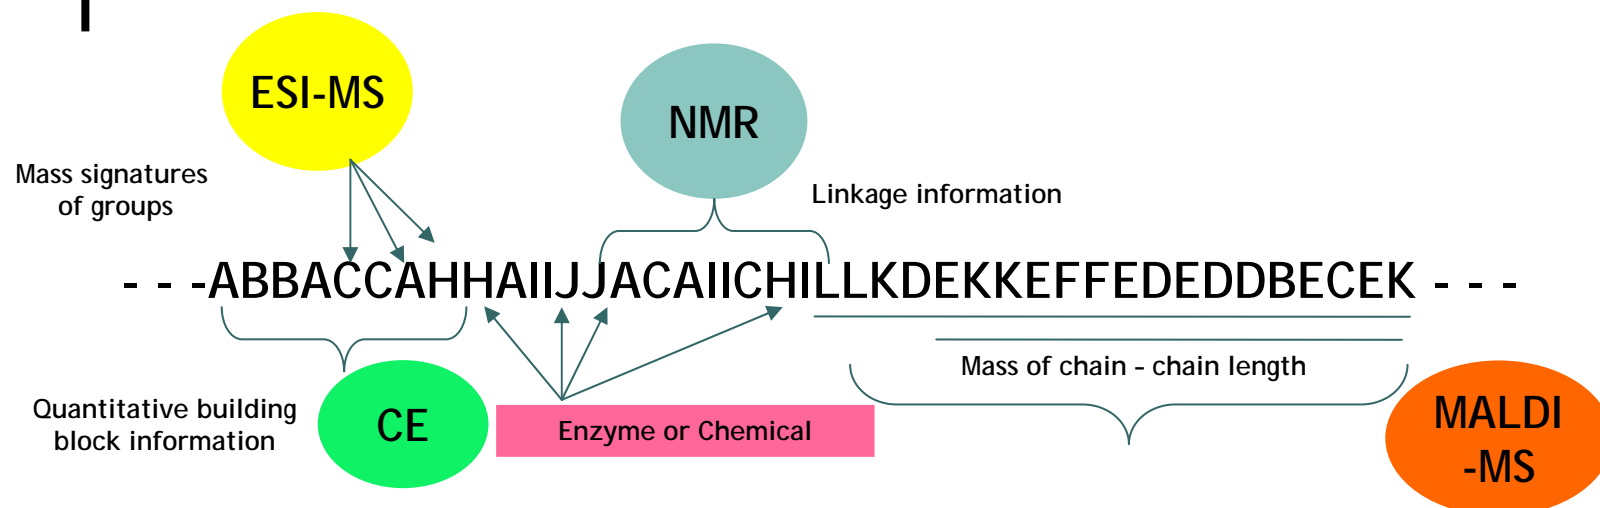 ESI-MS
NMR
Mass signatures
of groups
Linkage information
- - -ABBACCAHHAIIJJACAIICHILLKDEKKEFFEDEDDBECEK - - -
Mass of chain - chain length
Quantitative building
block information
CE
Enzyme or Chemical
MALDI
-MS